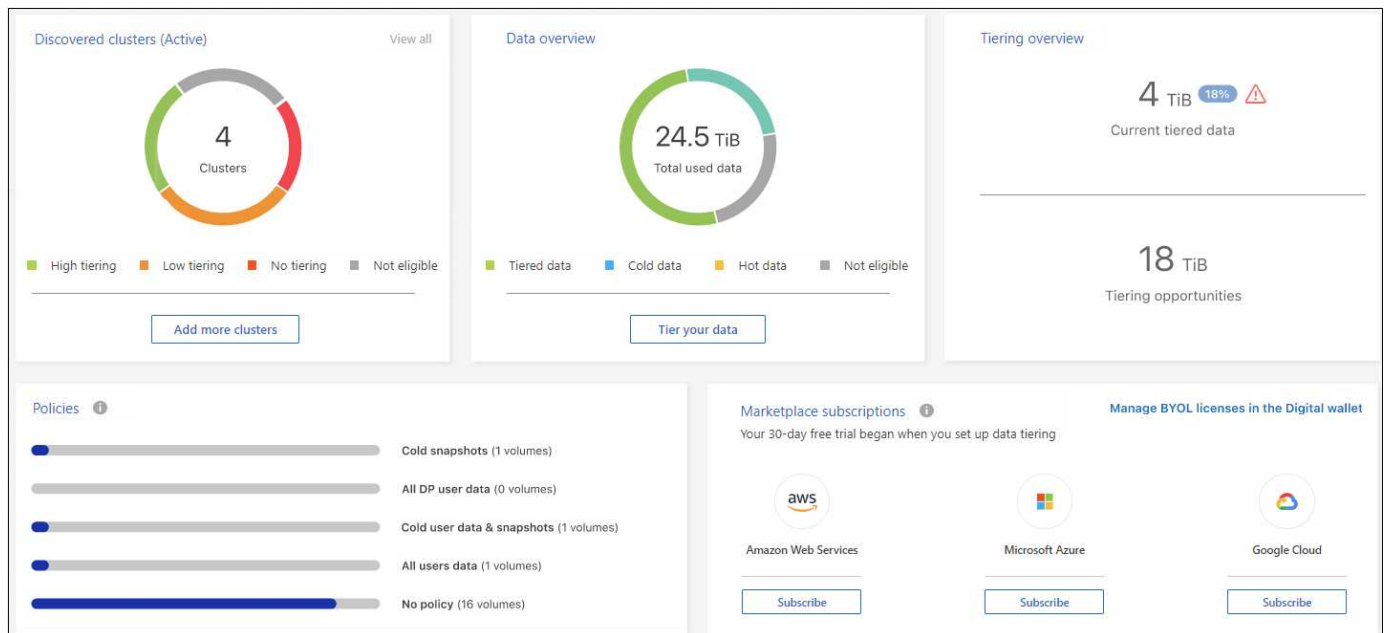 Discovered clusters (Active)
View all
4
Clusters
High tiering
Low tiering
No tiering
Not eligible
Add more clusters
Data overview
24.5 TiB
Total used data
Tiered data
Cold data
Hot data
Not eligible
Tier your data
Tiering overview
4 TiB 18%
Current tiered data
18 TiB
Tiering opportunities
Policies
Cold snapshots (1 volumes)
All DP user data (0 volumes)
Cold user data & snapshots (1 volumes)
All users data (1 volumes)
No policy (16 volumes)
Marketplace subscriptions
Manage BYOL licenses in the Digital wallet
Your 30-day free trial began when you set up data tiering
aws
Amazon Web Services
Subscribe
Microsoft Azure
Subscribe
Google Cloud
Subscribe